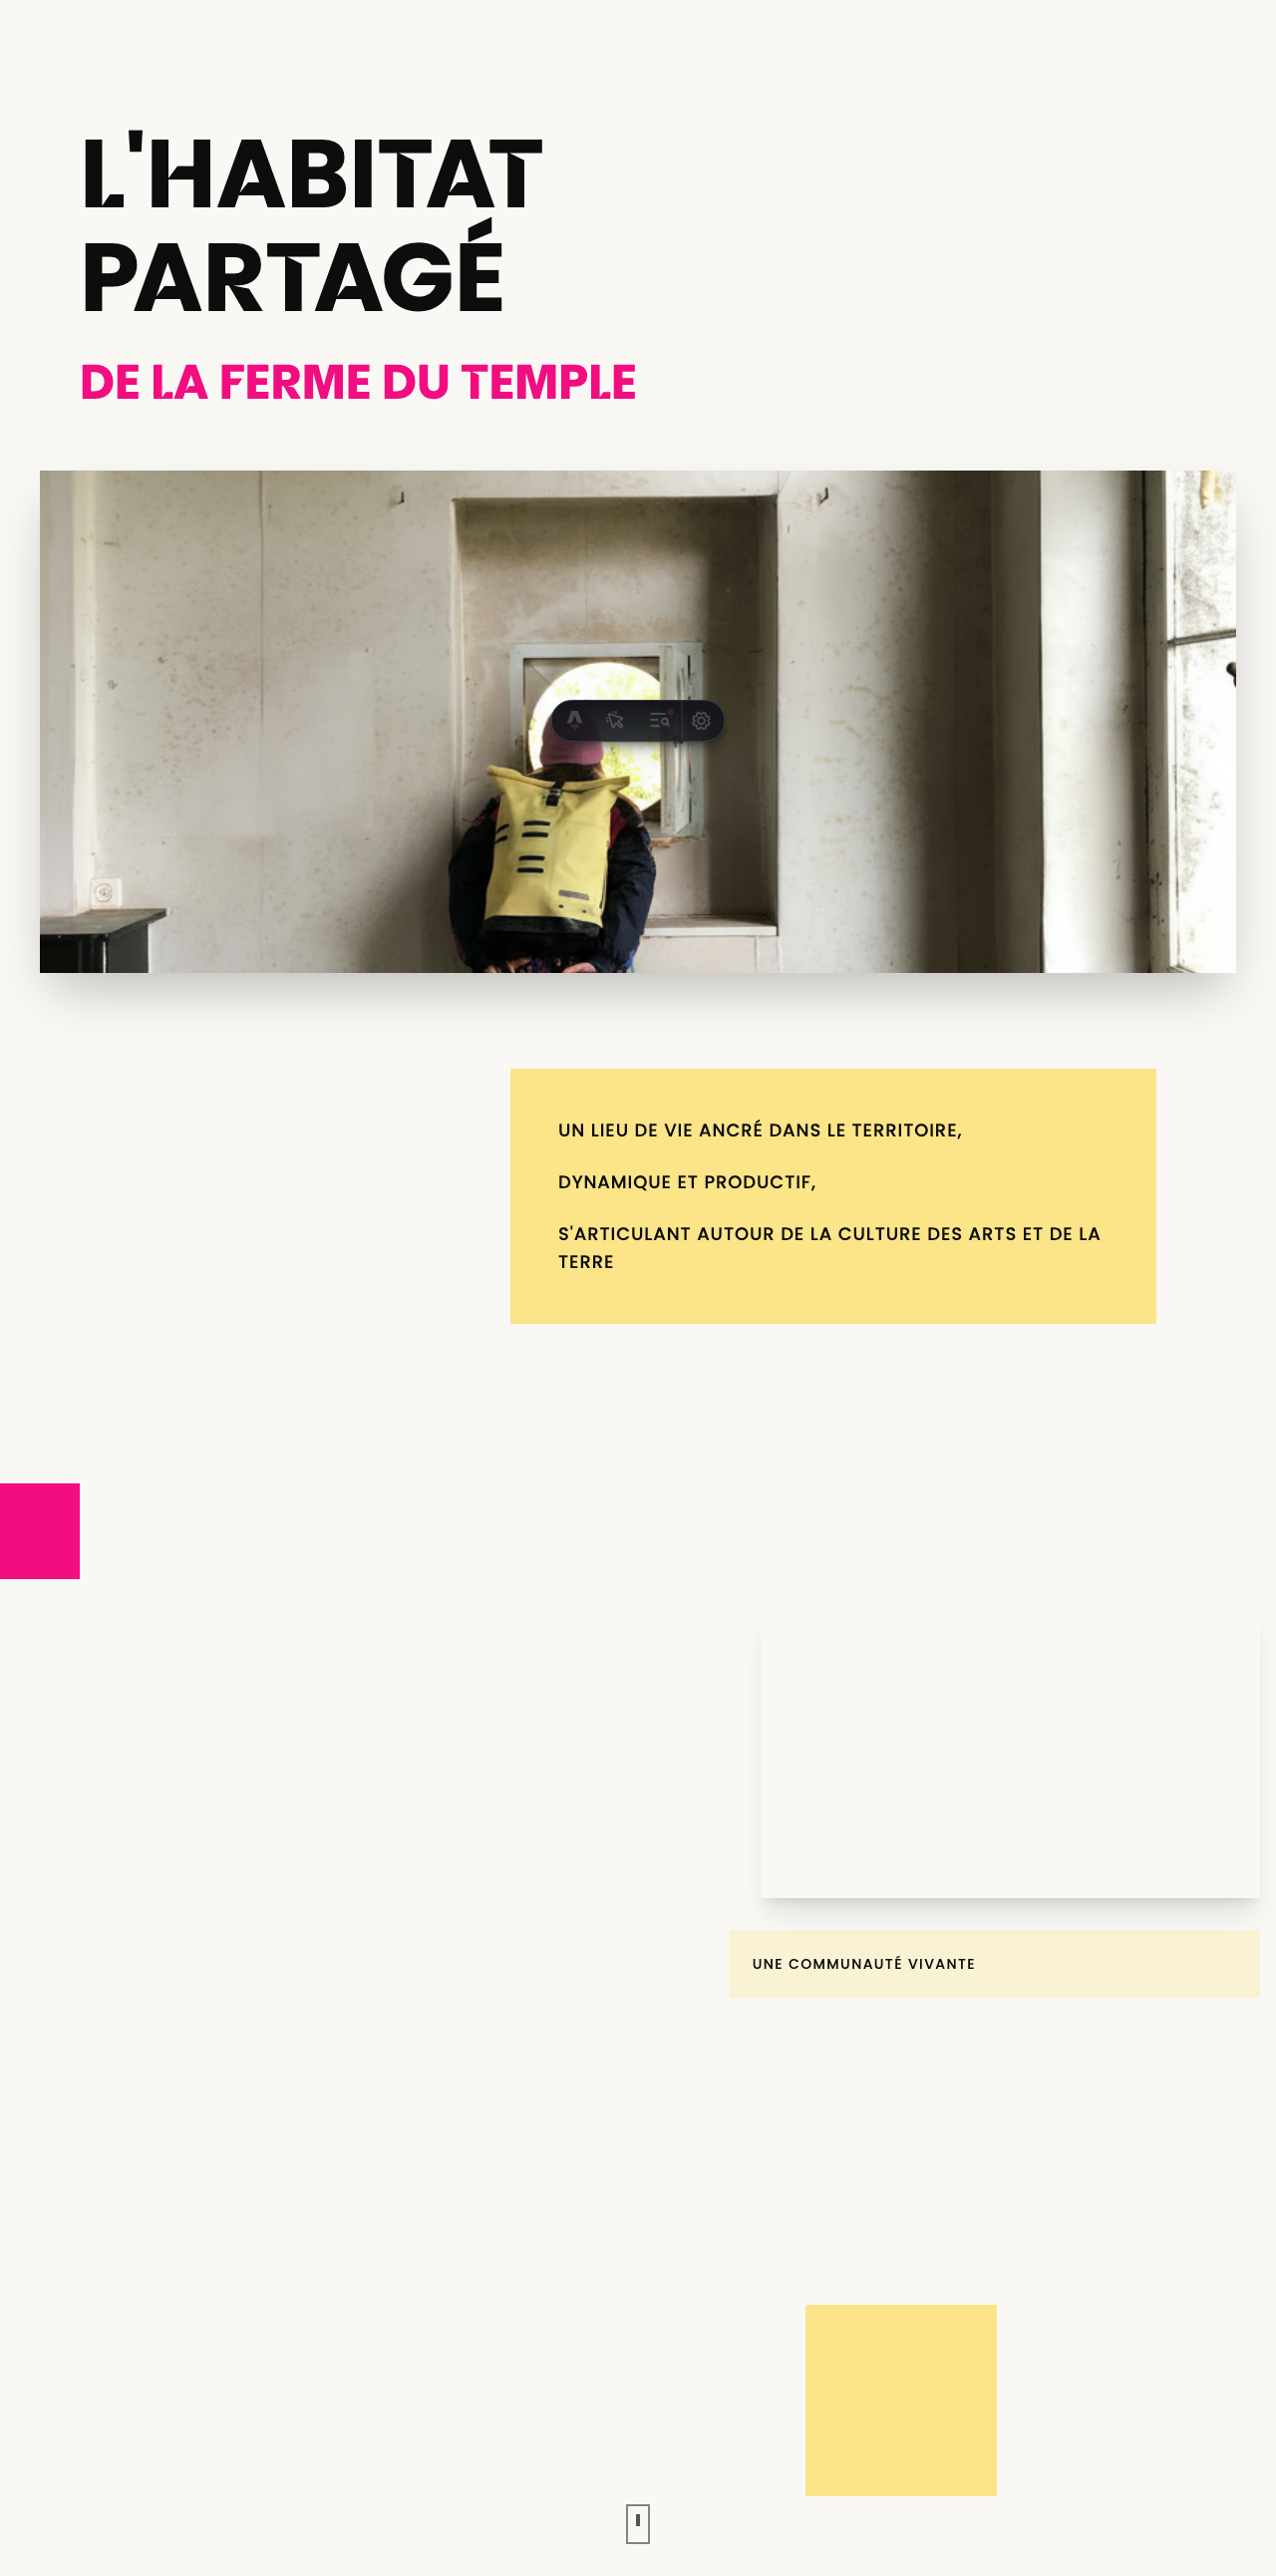 L'HABITAT
PARTAGÉ
DE LA FERME DU TEMPLE
UN LIEU DE VIE ANCRÉ DANS LE TERRITOIRE,
DYNAMIQUE ET PRODUCTIF,
S'ARTICULANT AUTOUR DE LA CULTURE DES ARTS ET DE LA
TERRE
UNE COMMUNAUTÉ VIVANTE